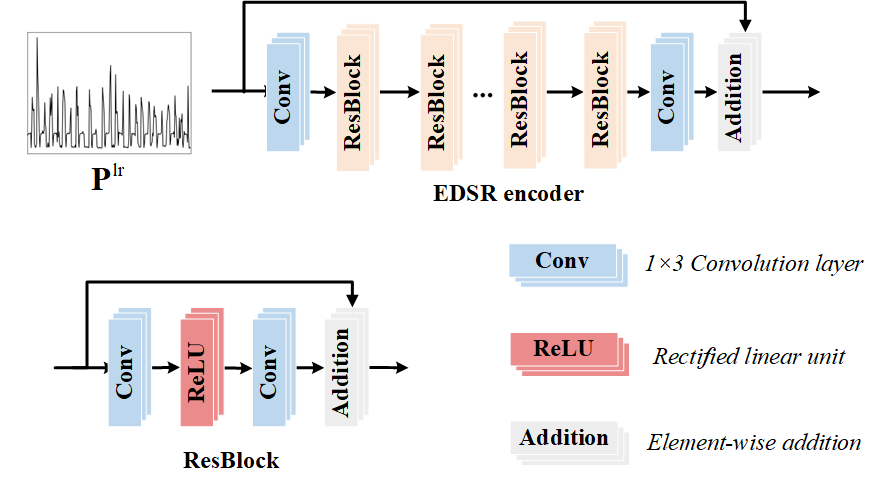 Conv
ResBlock
ResBlock
...
ResBlock
ResBlock
Conv
Addition
P^lr
EDSR encoder
Conv
1×3 Convolution layer
Conv
ReLU
Conv
Addition
ReLU
Rectified linear unit
Addition
Element-wise addition
ResBlock